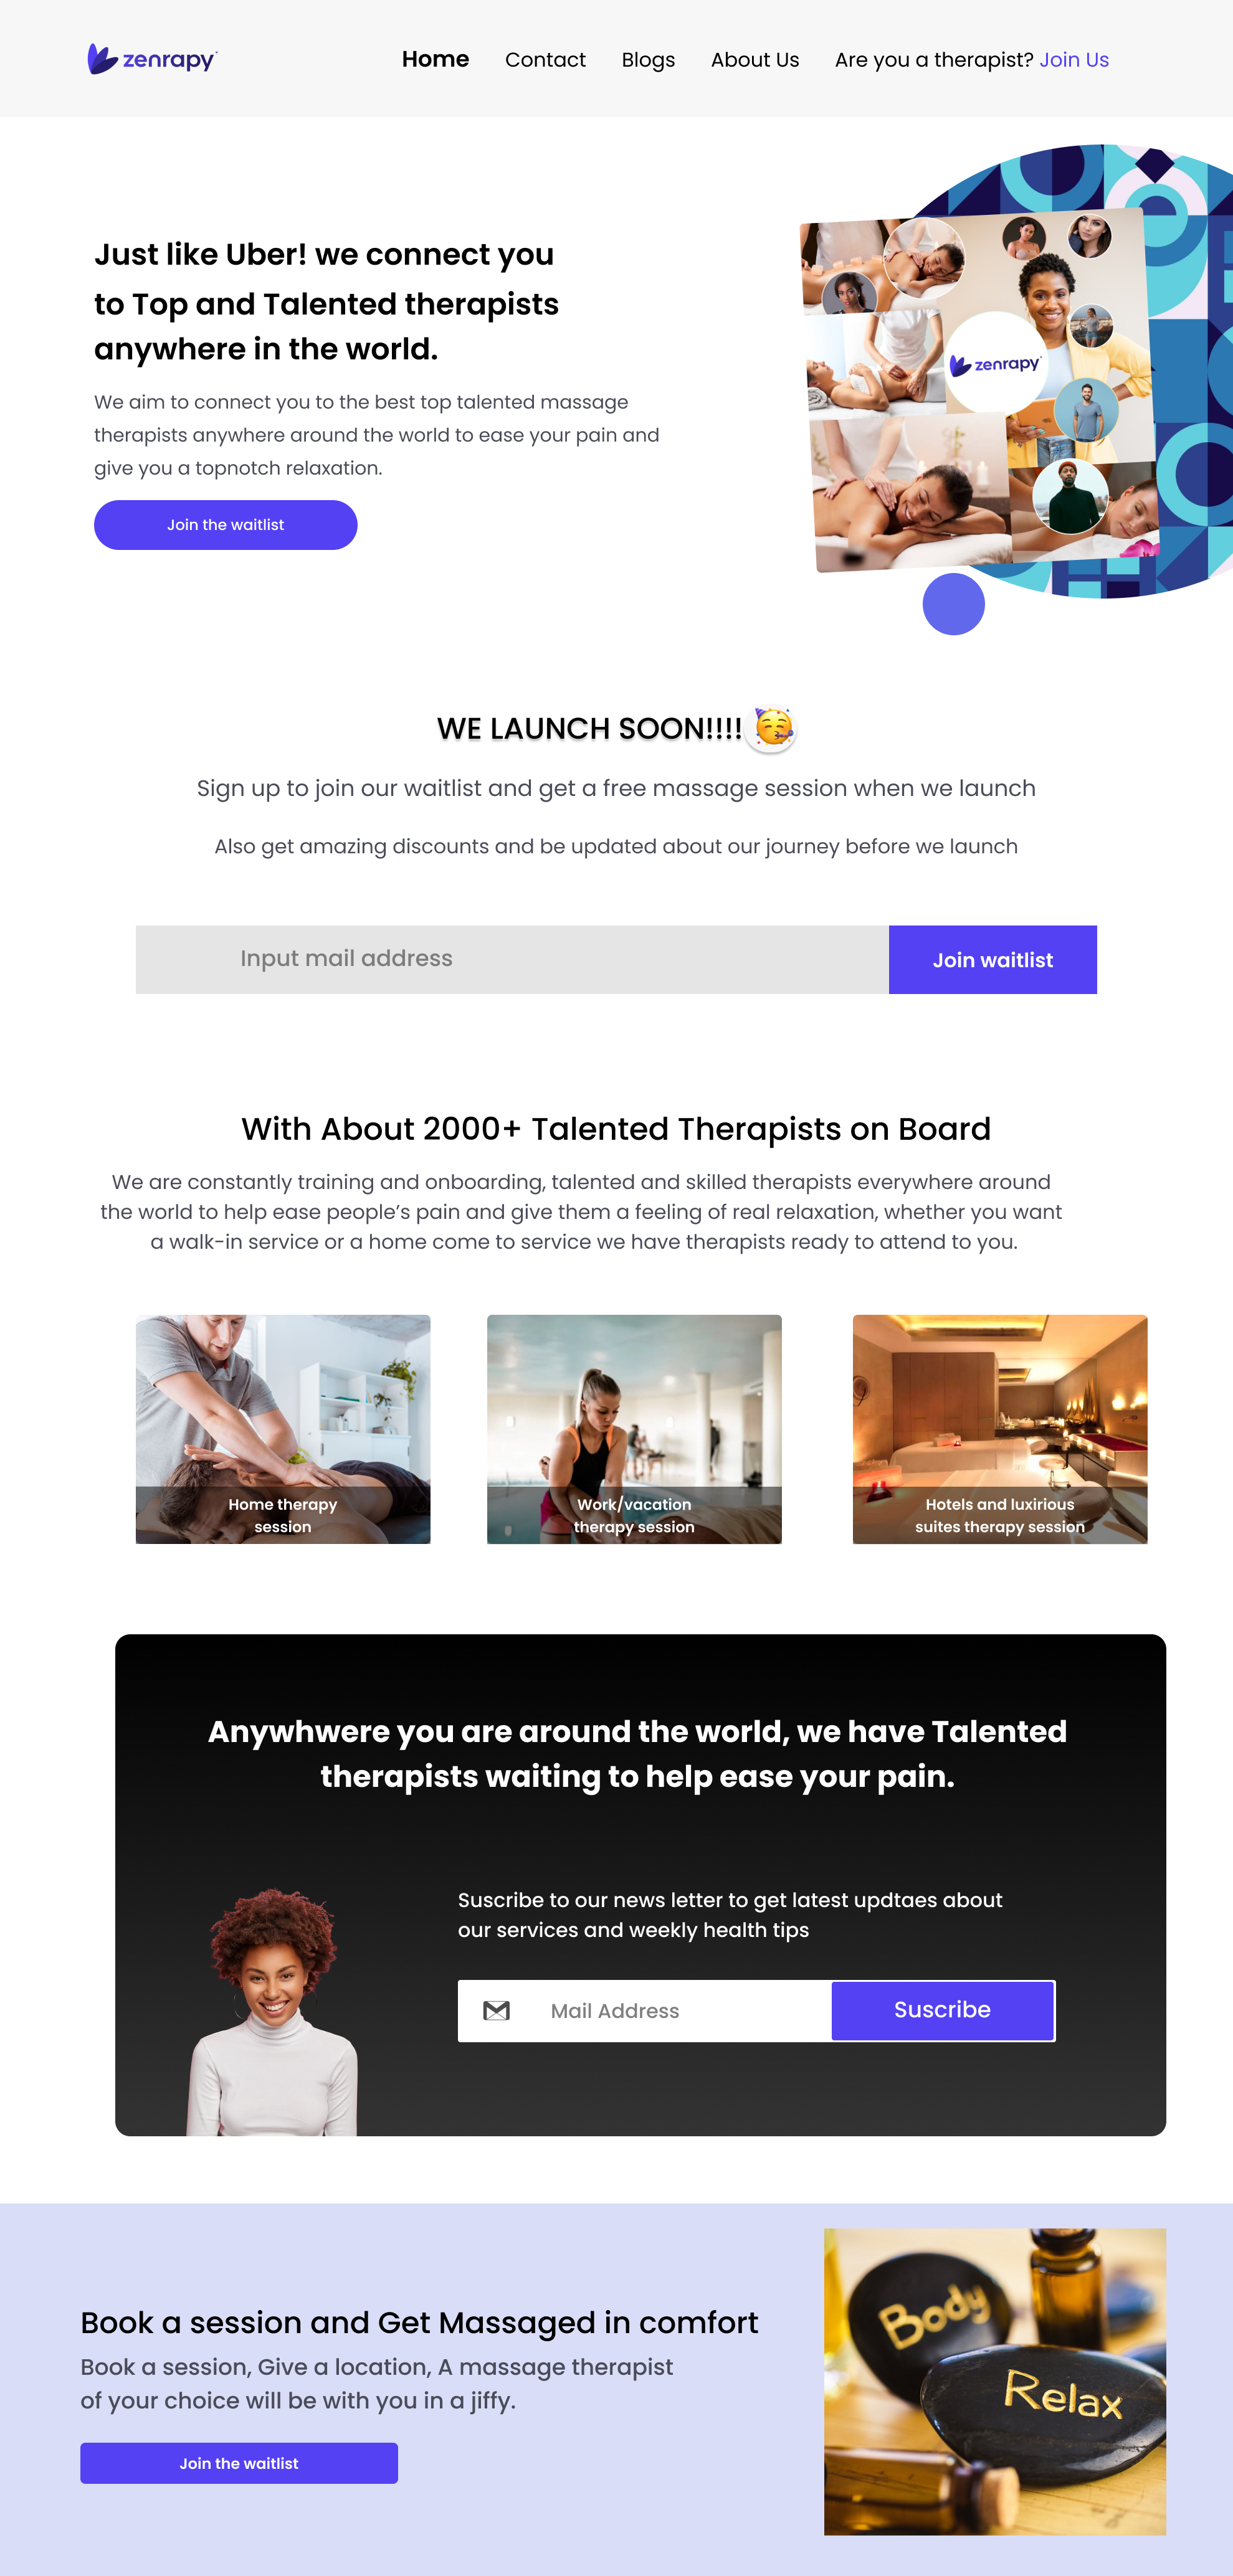 zenrapy
Home
Contact
Blogs
About Us
Are you a therapist? Join Us
Just like Uber! we connect you
to Top and Talented therapists
anywhere in the world.
We aim to connect you to the best top talented massage
therapists anywhere around the world to ease your pain and
give you a topnotch relaxation.
Join the waitlist
zenrapy
WE LAUNCH SOON!!!!🥳
Sign up to join our waitlist and get a free massage session when we launch
Also get amazing discounts and be updated about our journey before we launch
Input mail address
Join waitlist
With About 2000+ Talented Therapists on Board
We are constantly training and onboarding, talented and skilled therapists everywhere around
the world to help ease people's pain and give them a feeling of real relaxation, whether you want
a walk-in service or a home come to service we have therapists ready to attend to you.
Home therapy
session
Work/vacation
therapy session
Hotels and luxirious
suites therapy session
Anywhwere you are around the world, we have Talented
therapists waiting to help ease your pain.
Suscribe to our news letter to get latest updtaes about
our services and weekly health tips
Mail Address
Suscribe
Book a session and Get Massaged in comfort
Book a session, Give a location, A massage therapist
of your choice will be with you in a jiffy.
Join the waitlist
Body
Relax